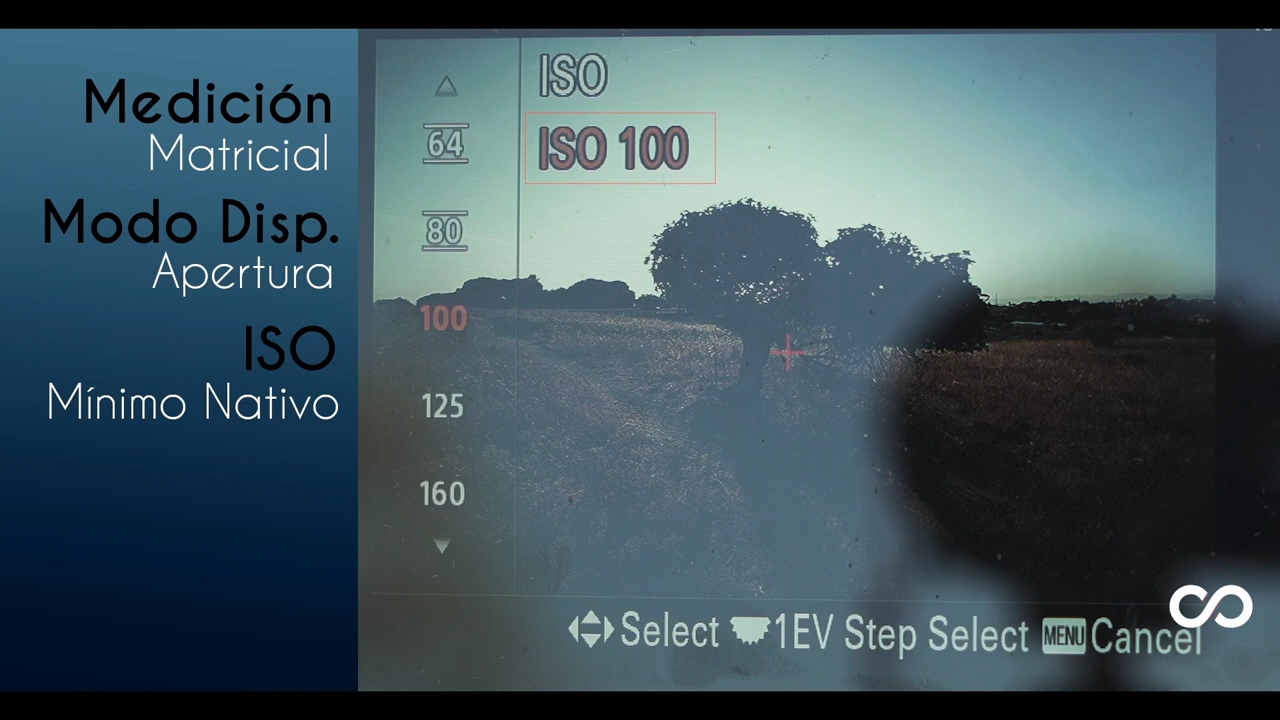 Medición
Matricial
Modo Disp.
Apertura
ISO
Mínimo Nativo
ISO
ISO 100
64
80
100
125
160
Select 1EV Step Select MENU Cancel